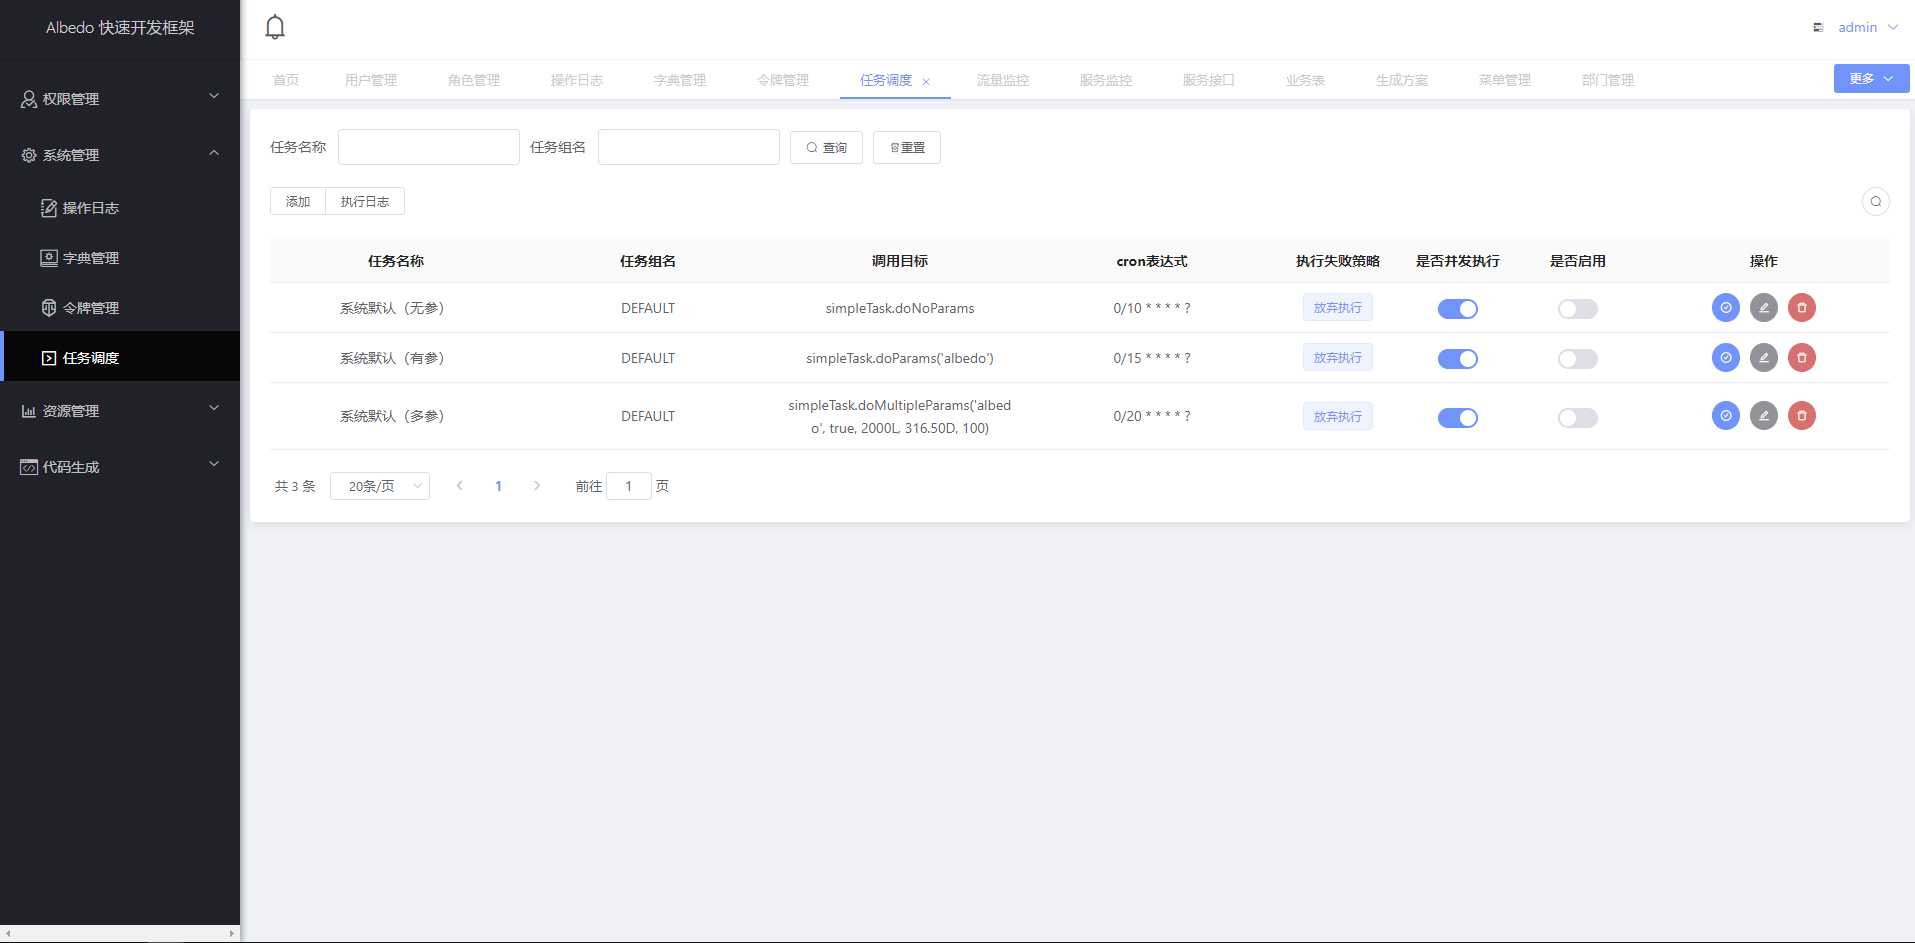 Albedo 快速开发框架
admin
权限管理
系统管理
操作日志
字典管理
令牌管理
任务调度
资源管理
代码生成
首页 用户管理 角色管理 操作日志 字典管理 令牌管理 任务调度 流量监控 服务监控 服务接口 业务表 生成方案 菜单管理 部门管理 更多
任务名称 任务组名 查询 重置
添加 执行日志
任务名称 任务组名 调用目标 cron表达式 执行失败策略 是否并发执行 是否启用 操作
系统默认（无参） DEFAULT simpleTask.doNoParams 0/10 * * * * ? 放弃执行
系统默认（有参） DEFAULT simpleTask.doParams('albedo') 0/15 * * * * ? 放弃执行
系统默认（多参） DEFAULT simpleTask.doMultipleParams('albed
o', true, 2000L, 316.50D, 100) 0/20 * * * * ? 放弃执行
共 3 条 20条/页 1 前往 1 页